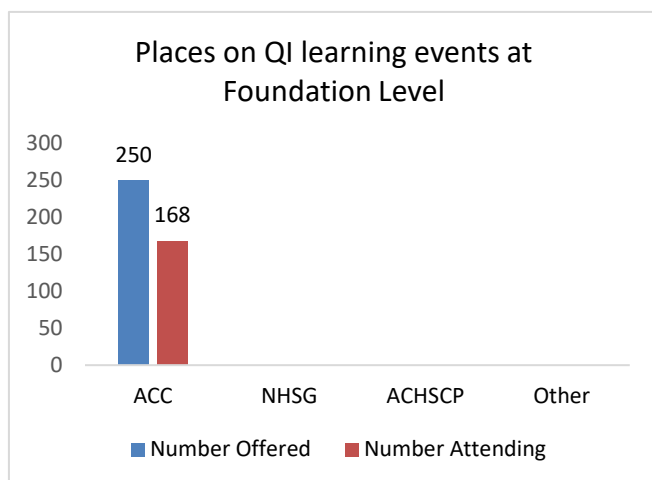 Places on QI learning events at
Foundation Level
300
250
200
150
100
50
0
250
168
ACC NHSG ACHSCP Other
Number Offered Number Attending